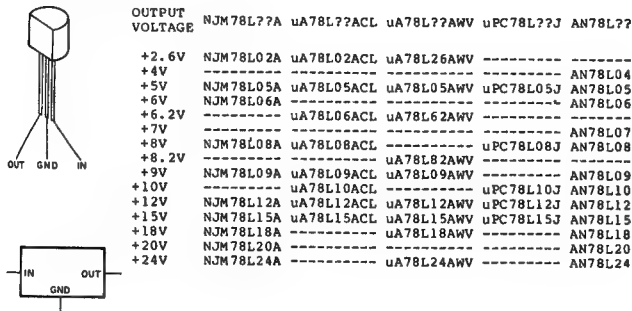 OUTPUT
VOLTAGE NJM78L??A uA78L??ACL uA78L??AWV uPC78L??J AN78L??
+2.6V NJM78L02A uA78L02ACL uA78L26AWV --------- -------
+4V --------- ---------- ---------- --------- AN78L04
+5V NJM78L05A uA78L05ACL uA78L05AWV uPC78L05J AN78L05
+6V NJM78L06A ---------- ---------- --------- AN78L06
+6.2V --------- uA78L06ACL uA78L62AWV --------- -------
+7V --------- ---------- ---------- --------- AN78L07
+8V NJM78L08A uA78L08ACL ---------- uPC78L08J AN78L08
+8.2V --------- ---------- uA78L82AWV --------- -------
+9V NJM78L09A uA78L09ACL uA78L09AWV --------- AN78L09
+10V --------- uA78L10ACL ---------- uPC78L10J AN78L10
+12V NJM78L12A uA78L12ACL uA78L12AWV uPC78L12J AN78L12
+15V NJM78L15A uA78L15ACL uA78L15AWV uPC78L15J AN78L15
+18V NJM78L18A ---------- uA78L18AWV --------- AN78L18
+20V NJM78L20A ---------- ---------- --------- AN78L20
+24V NJM78L24A ---------- uA78L24AWV --------- AN78L24
OUT GND IN
IN OUT
GND